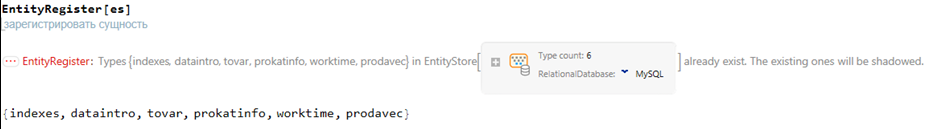 EntityRegister[es]
зарегистрировать сущность
EntityRegister: Types {indexes, dataintro, tovar, prokatinfo, worktime, prodavec} in EntityStore[ Type count: 6
RelationalDatabase: MySQL ] already exist. The existing ones will be shadowed.
{indexes, dataintro, tovar, prokatinfo, worktime, prodavec}